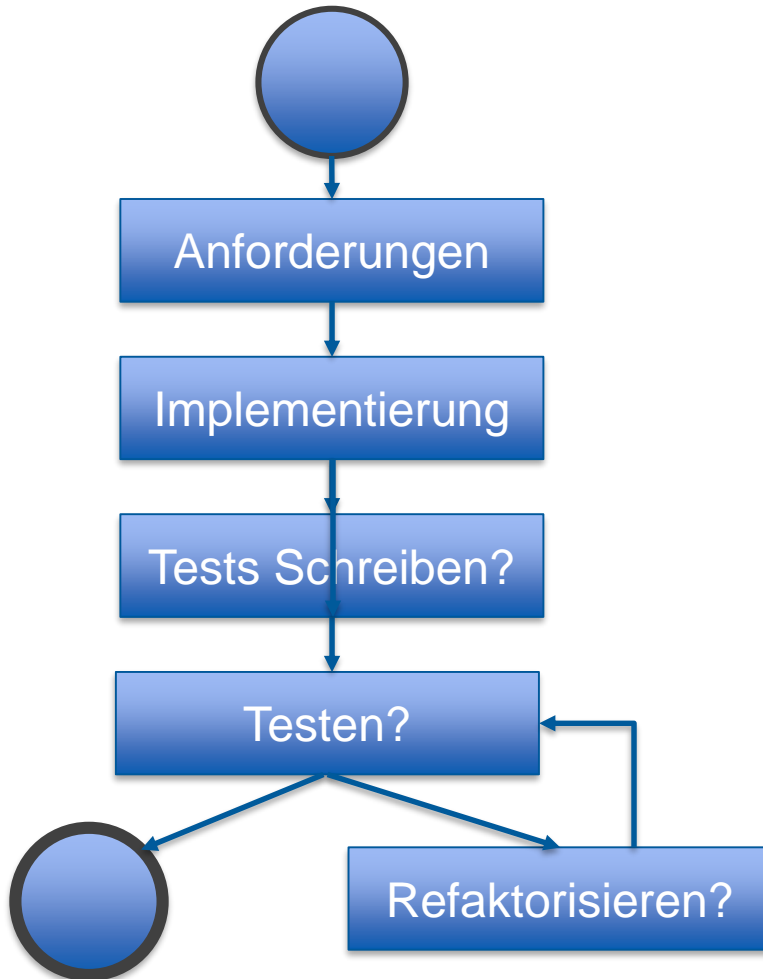 Anforderungen
Implementierung
Tests Schreiben?
Testen?
Refaktorisieren?